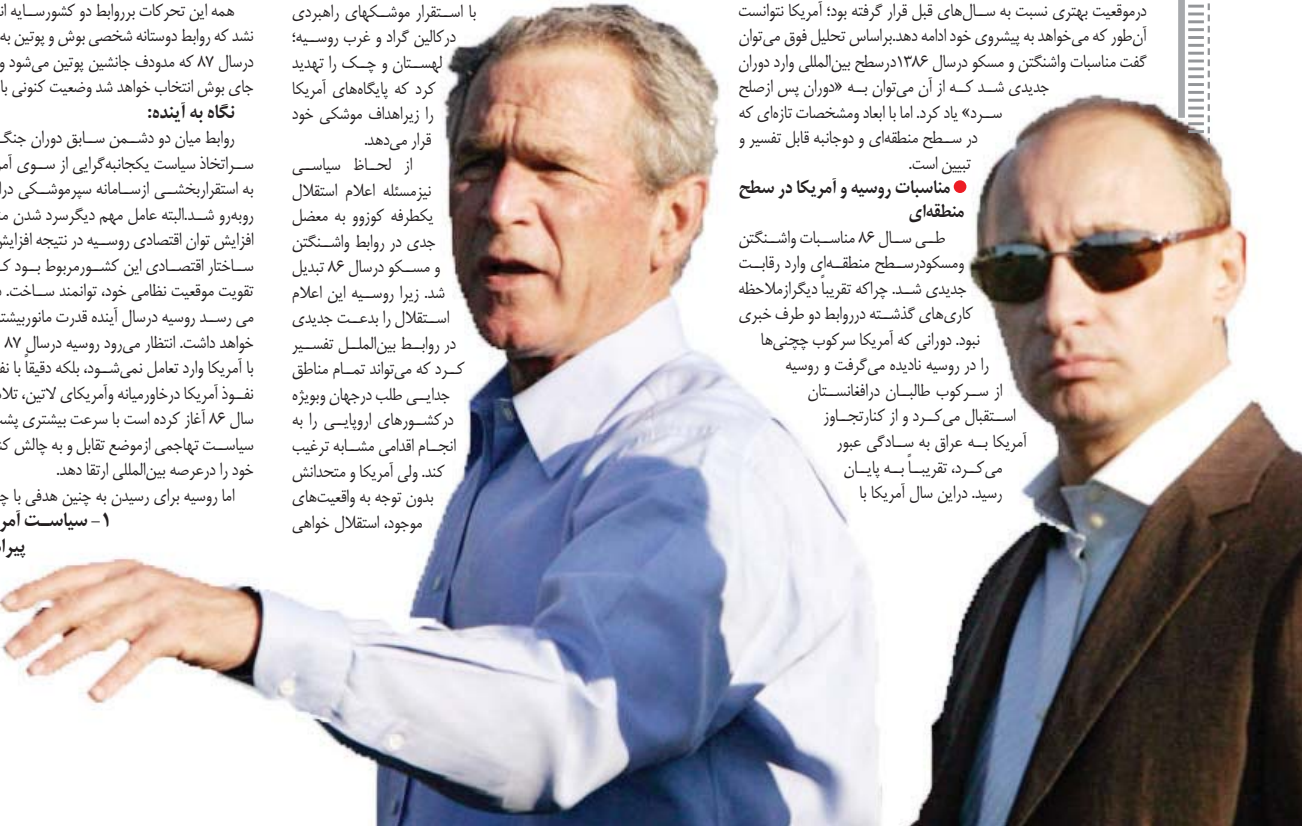 درموقعیت بهتری نسبت به سال‌های قبل قرار گرفته بود؛ آمریکا نتوانست
آن‌طور که می‌خواهد به پیشروی خود ادامه دهد.براساس تحلیل فوق می‌توان
گفت مناسبات واشنگتن و مسکو درسال ۱۳۸۶درسطح بین‌المللی وارد دوران
جدیدی شد که از آن می‌توان به «دوران پس ازصلح
سرد» یاد کرد. اما با ابعاد ومشخصات تازه‌ای که
در سطح منطقه‌ای و دوجانبه قابل تفسیر و
تبیین است.
● مناسبات روسیه و آمریکا در سطح
منطقه‌ای
طی سال ۸۶ مناسبات واشنگتن
ومسکودرسطح منطقه‌ای وارد رقابت
جدیدی شد. چراکه تقریباً دیگرازملاحظه
کاری‌های گذشته درروابط دو طرف خبری
نبود. دورانی که آمریکا سرکوب چچنی‌ها
را در روسیه نادیده می‌گرفت و روسیه
از سرکوب طالبان درافغانستان
استقبال می‌کرد و از کنارتجاوز
آمریکا به عراق به سادگی عبور
می‌کرد، تقریباً به پایان
رسید. دراین سال آمریکا با
با استقرار موشکهای راهبردی
درکالین گراد و غرب روسیه؛
لهستان و چک را تهدید
کرد که پایگاه‌های آمریکا
را زیراهداف موشکی خود
قرار می‌دهد.
از لحاظ سیاسی
نیزمسئله اعلام استقلال
یکطرفه کوزوو به معضل
جدی در روابط واشنگتن
و مسکو درسال ۸۶ تبدیل
شد. زیرا روسیه این اعلام
استقلال را بدعت جدیدی
در روابط بین‌الملل تفسیر
کرد که می‌تواند تمام مناطق
جدایی طلب درجهان وبویژه
درکشورهای اروپایی را به
انجام اقدامی مشابه ترغیب
کند. ولی آمریکا و متحدانش
بدون توجه به واقعیت‌های
موجود، استقلال خواهی
همه این تحرکات برروابط دو کشورسایه
نشد که روابط دوستانه شخصی بوش و پوتین به
درسال ۸۷ که مدودف جانشین پوتین می‌شود و
جای بوش انتخاب خواهد شد وضعیت کنونی با
نگاه به آینده:
روابط میان دو دشمن سابق دوران جنگ
سراتخاذ سیاست یکجانبه‌گرایی از سوی
به استقراربخشی ازسامانه سپرموشکی
روبه‌رو شد.البته عامل مهم دیگرسرد شدن
افزایش توان اقتصادی روسیه در نتیجه افزایش
ساختار اقتصادی این کشورمربوط بود
تقویت موقعیت نظامی خود، توانمند ساخت.
می رسد روسیه درسال آینده قدرت مانوربیشتر
خواهد داشت. انتظار می‌رود روسیه درسال ۸۷
با آمریکا وارد تعامل نمی‌شود، بلکه دقیقاً با
نفوذ آمریکا درخاورمیانه وآمریکای لاتین،
سال ۸۶ آغاز کرده است با سرعت بیشتری
سیاست تهاجمی ازموضع تقابل و به چالش
خود را درعرصه بین‌المللی ارتقا دهد.
اما روسیه برای رسیدن به چنین هدفی با
۱- سیاست